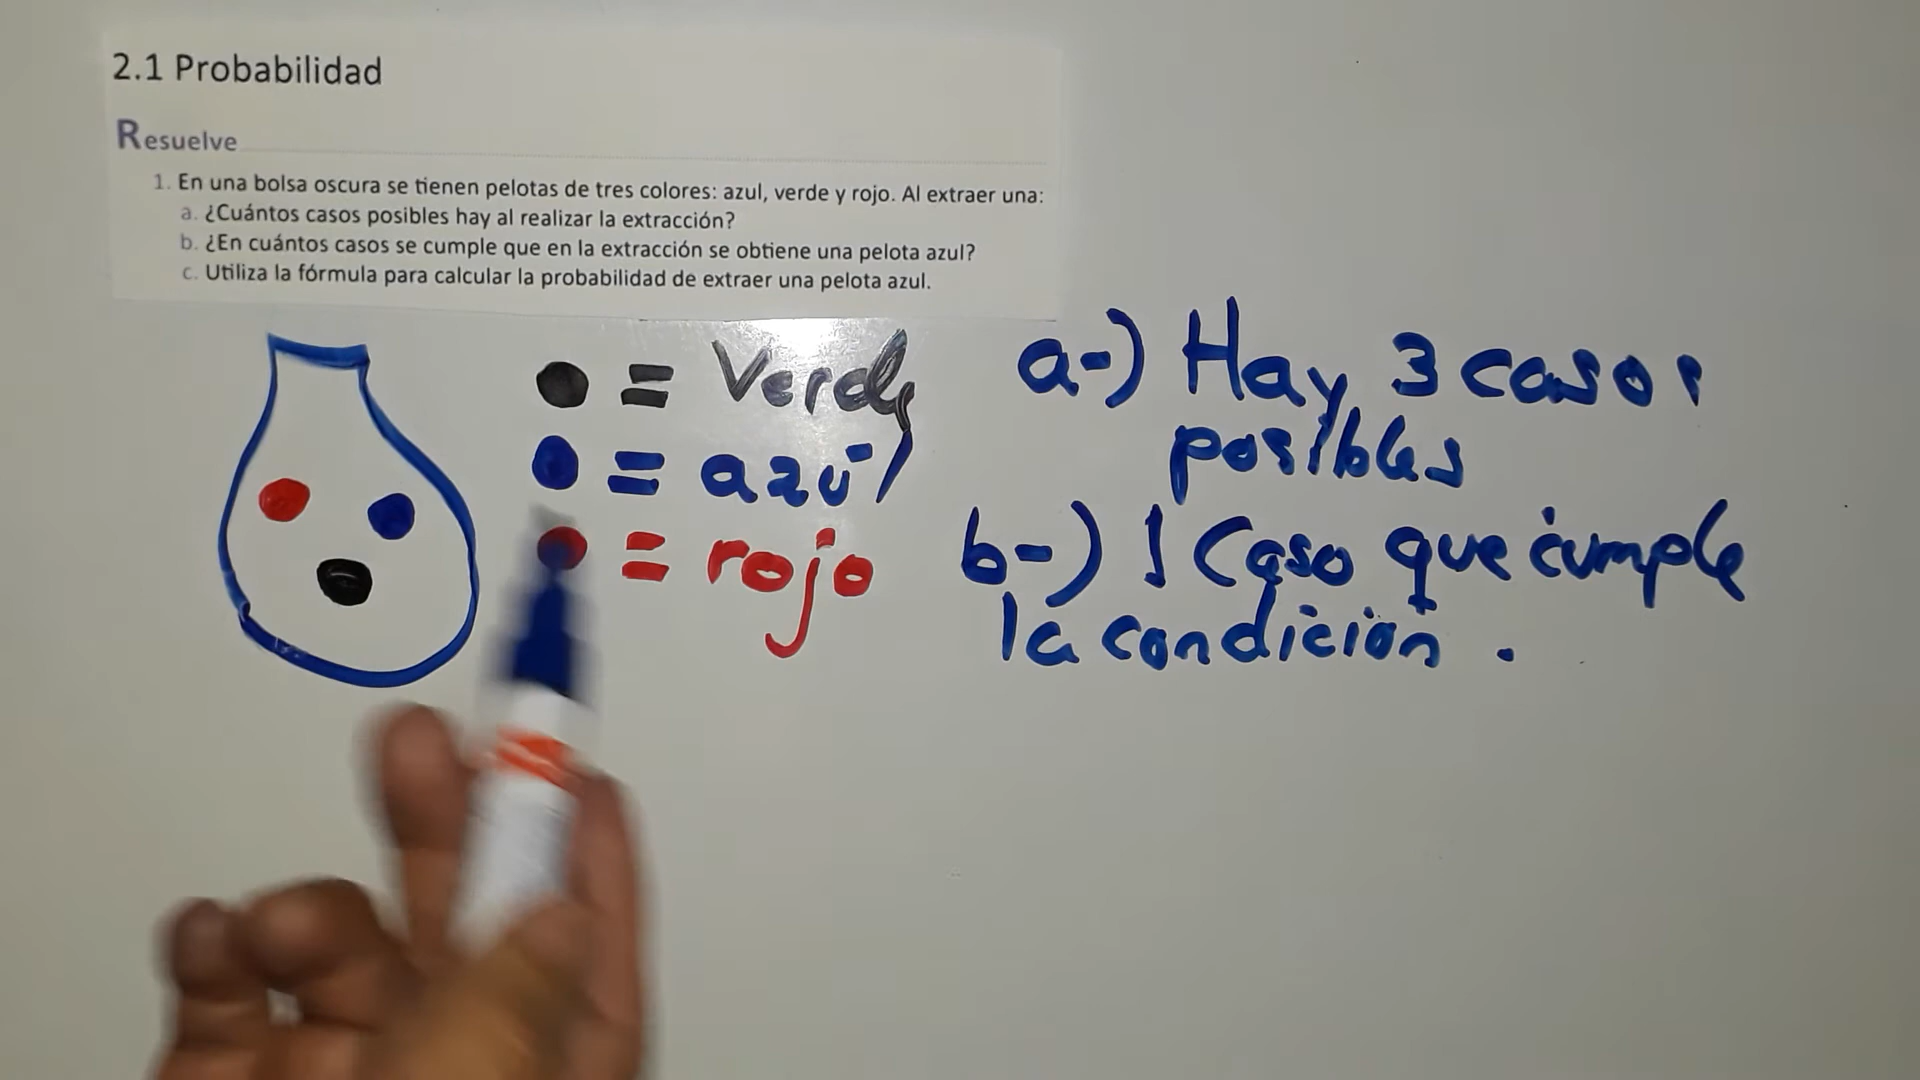 2.1 Probabilidad
Resuelve
1. En una bolsa oscura se tienen pelotas de tres colores: azul, verde y rojo. Al extraer una:
a. ¿Cuántos casos posibles hay al realizar la extracción?
b. ¿En cuántos casos se cumple que en la extracción se obtiene una pelota azul?
c. Utiliza la fórmula para calcular la probabilidad de extraer una pelota azul.
= Verde
= azúl
= rojo
a-) Hay 3 casos
posibles
b-) 1 Caso que cumple
la condición .